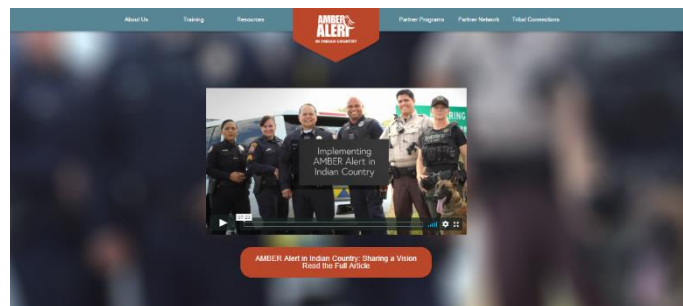 About Us
Training
Resources
AMBER
ALERT
IN INDIAN COUNTRY
Partner Programs
Partner Network
Tribal Connections
RING
Implementing
AMBER Alert in
Indian Country
AMBER Alert in Indian Country: Sharing a Vision
Read the Full Article